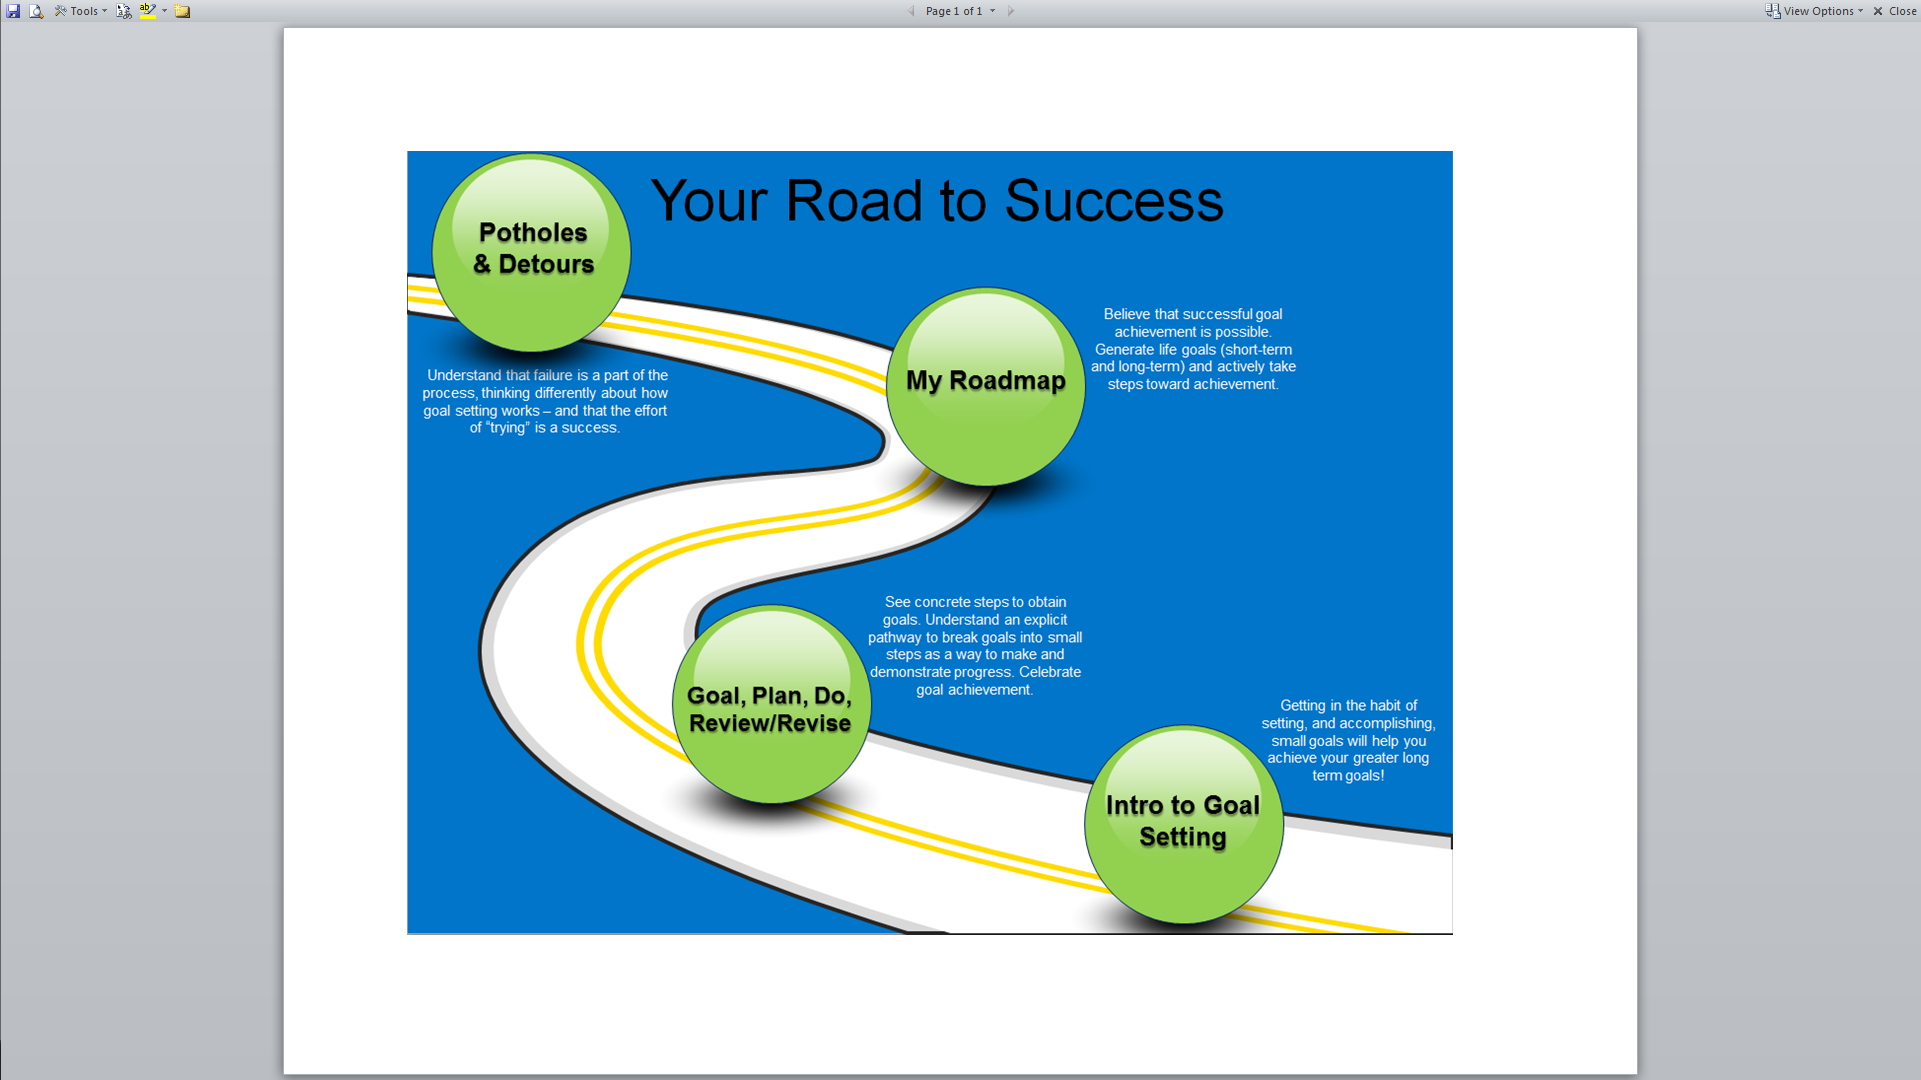 Tools
ab
Page 1 of 1
View Options
Close
Your Road to Success
Potholes
& Detours
Understand that failure is a part of the
process, thinking differently about how
goal setting works – and that the effort
of “trying” is a success.
My Roadmap
Believe that successful goal
achievement is possible.
Generate life goals (short-term
and long-term) and actively take
steps toward achievement.
Goal, Plan, Do,
Review/Revise
See concrete steps to obtain
goals. Understand an explicit
pathway to break goals into small
steps as a way to make and
demonstrate progress. Celebrate
goal achievement.
Intro to Goal
Setting
Getting in the habit of
setting, and accomplishing,
small goals will help you
achieve your greater long
term goals!